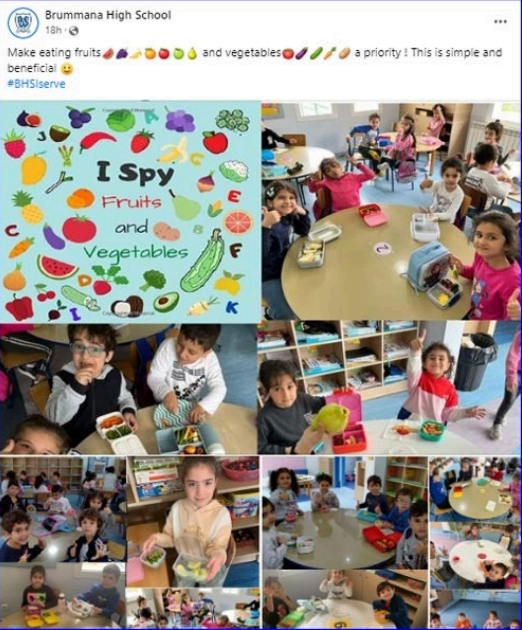 Brummana High School
18h ·
Make eating fruits🍉🍇🍆🍊🍎🍏🍐 and vegetables🍅🍆🥒🥕🥔 a priority ! This is simple and
beneficial 😀
#BHSIserve
I Spy
Fruits
and
Vegetables
J
A
C
E
C
B
F
D
I
K
2